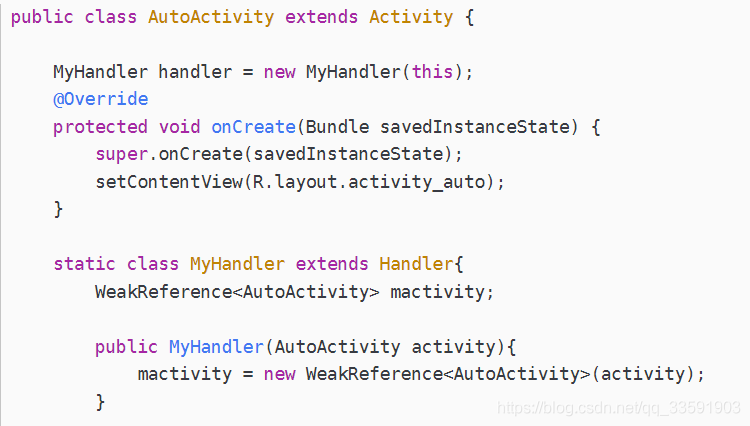 public class AutoActivity extends Activity {
MyHandler handler = new MyHandler(this);
@Override
protected void onCreate(Bundle savedInstanceState) {
super.onCreate(savedInstanceState);
setContentView(R.layout.activity_auto);
}
static class MyHandler extends Handler{
WeakReference<AutoActivity> mactivity;
public MyHandler(AutoActivity activity){
mactivity = new WeakReference<AutoActivity>(activity);
}
https://blog.csdn.net/qq_33591903